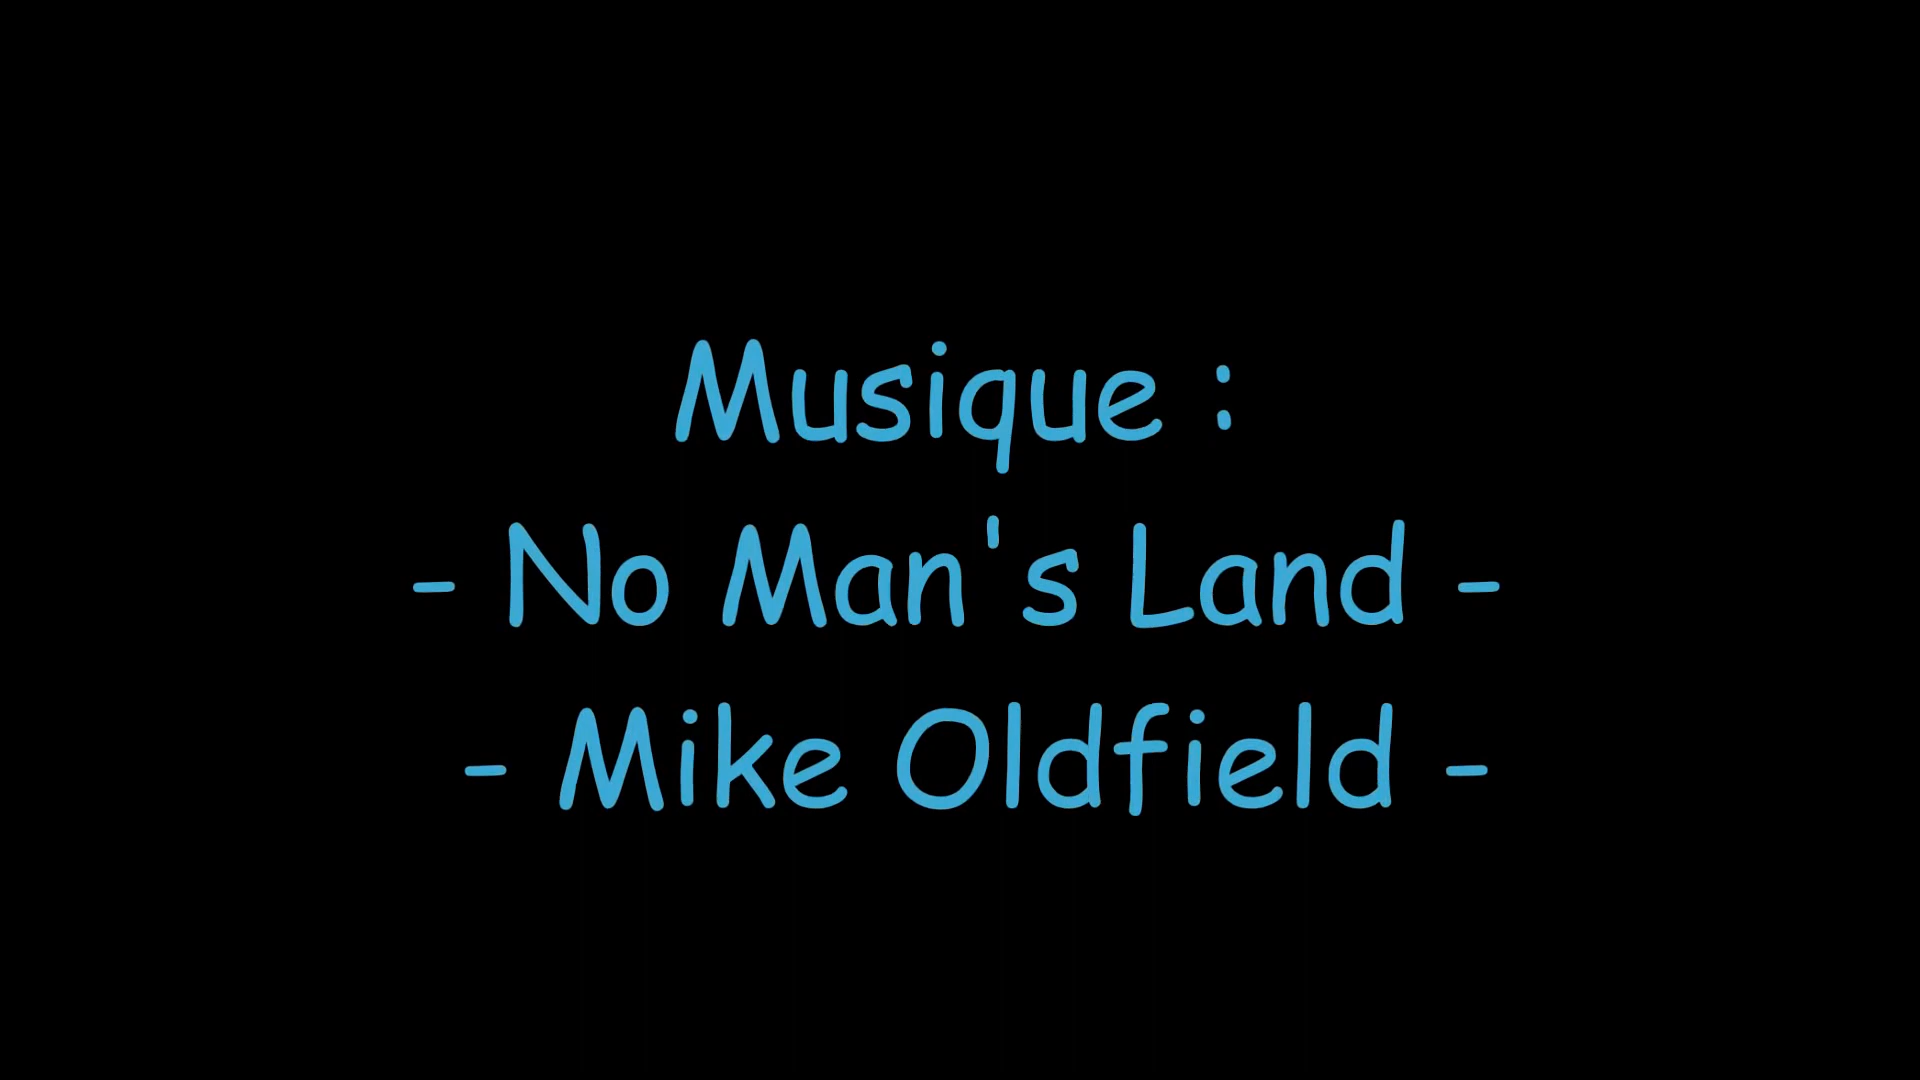 Musique :
- No Man's Land -
- Mike Oldfield -